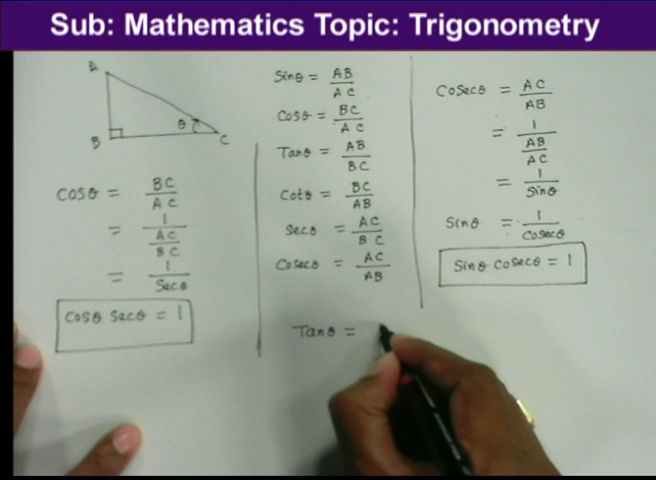 Sub: Mathematics Topic: Trigonometry
A
B
C
θ
Cosθ = BC/AC
= 1/(AC/BC)
= 1/Secθ
Cosθ Secθ = 1
Sinθ = AB/AC
Cosθ = BC/AC
Tanθ = AB/BC
Cotθ = BC/AB
Secθ = AC/BC
Cosecθ = AC/AB
Tanθ =
Cosecθ = AC/AB
= 1/(AB/AC)
= 1/Sinθ
Sinθ = 1/Cosecθ
Sinθ Cosecθ = 1